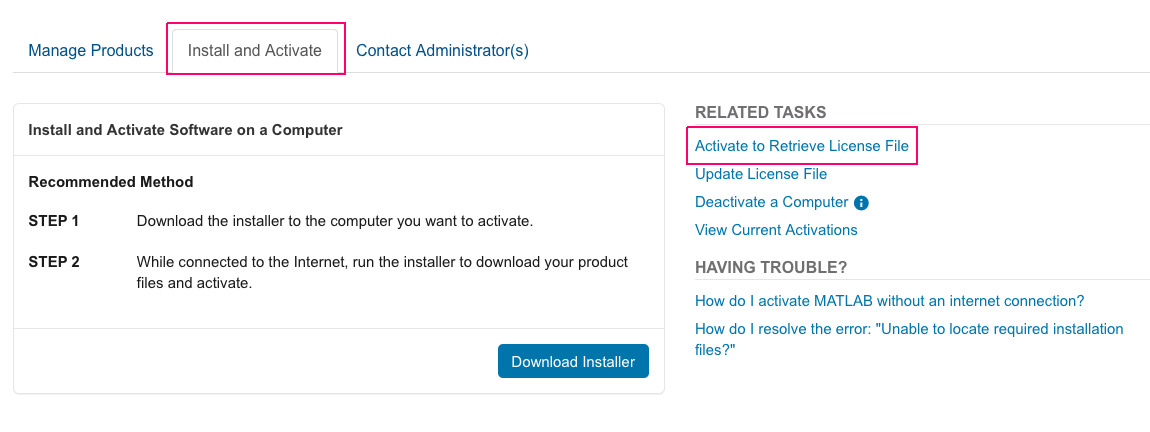 Manage Products
Install and Activate
Contact Administrator(s)
Install and Activate Software on a Computer
Recommended Method
STEP 1 Download the installer to the computer you want to activate.
STEP 2 While connected to the Internet, run the installer to download your product
files and activate.
Download Installer
RELATED TASKS
Activate to Retrieve License File
Update License File
Deactivate a Computer
View Current Activations
HAVING TROUBLE?
How do I activate MATLAB without an internet connection?
How do I resolve the error: "Unable to locate required installation
files?"